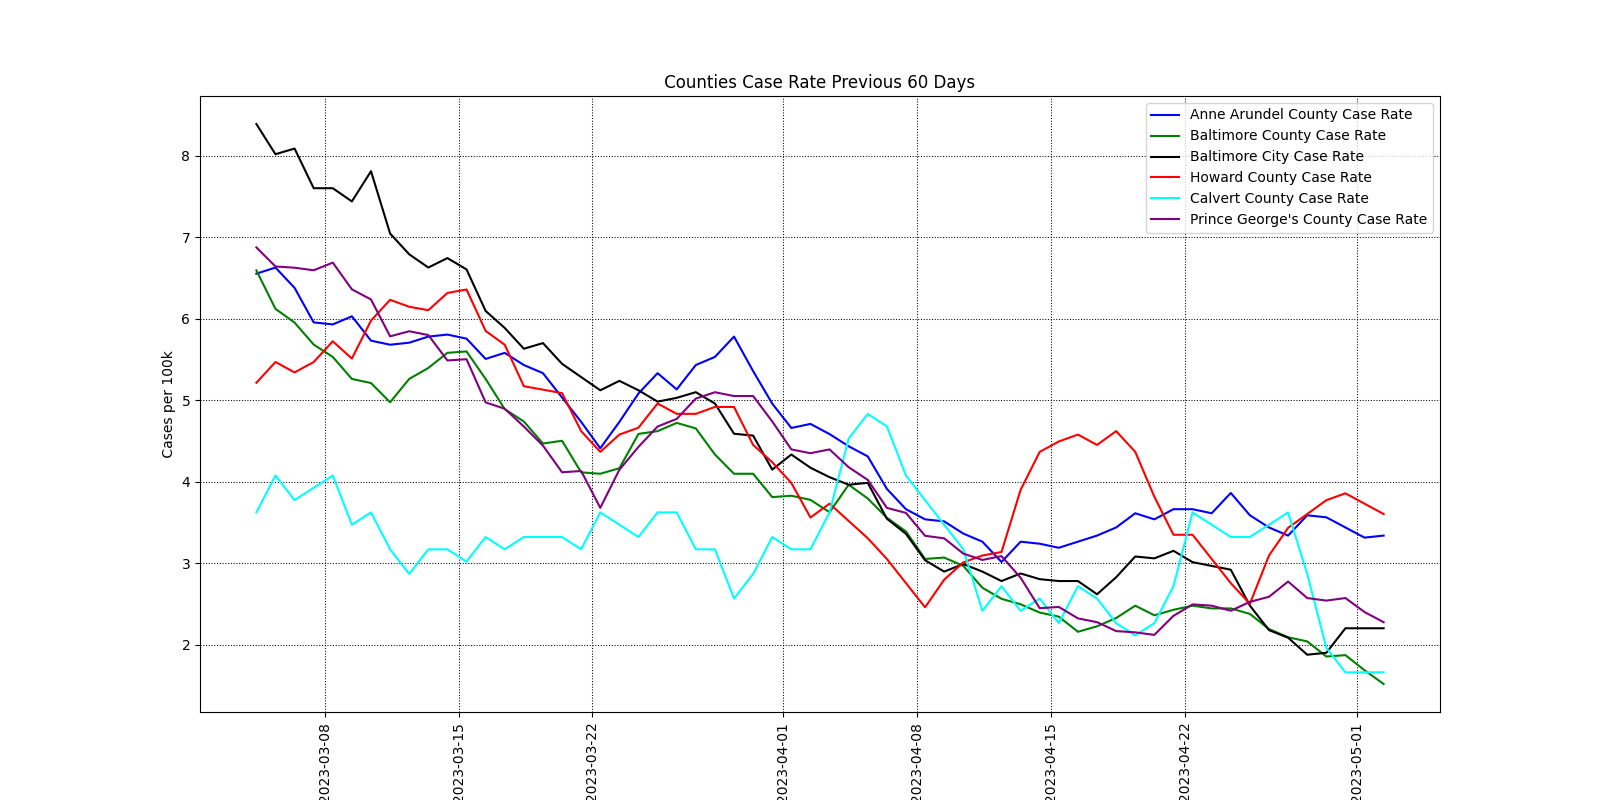 Counties Case Rate Previous 60 Days
Anne Arundel County Case Rate
Baltimore County Case Rate
Baltimore City Case Rate
Howard County Case Rate
Calvert County Case Rate
Prince George's County Case Rate
Cases per 100k
8
7
6
5
4
3
2
2023-03-08
2023-03-15
2023-03-22
2023-04-01
2023-04-08
2023-04-15
2023-04-22
2023-05-01